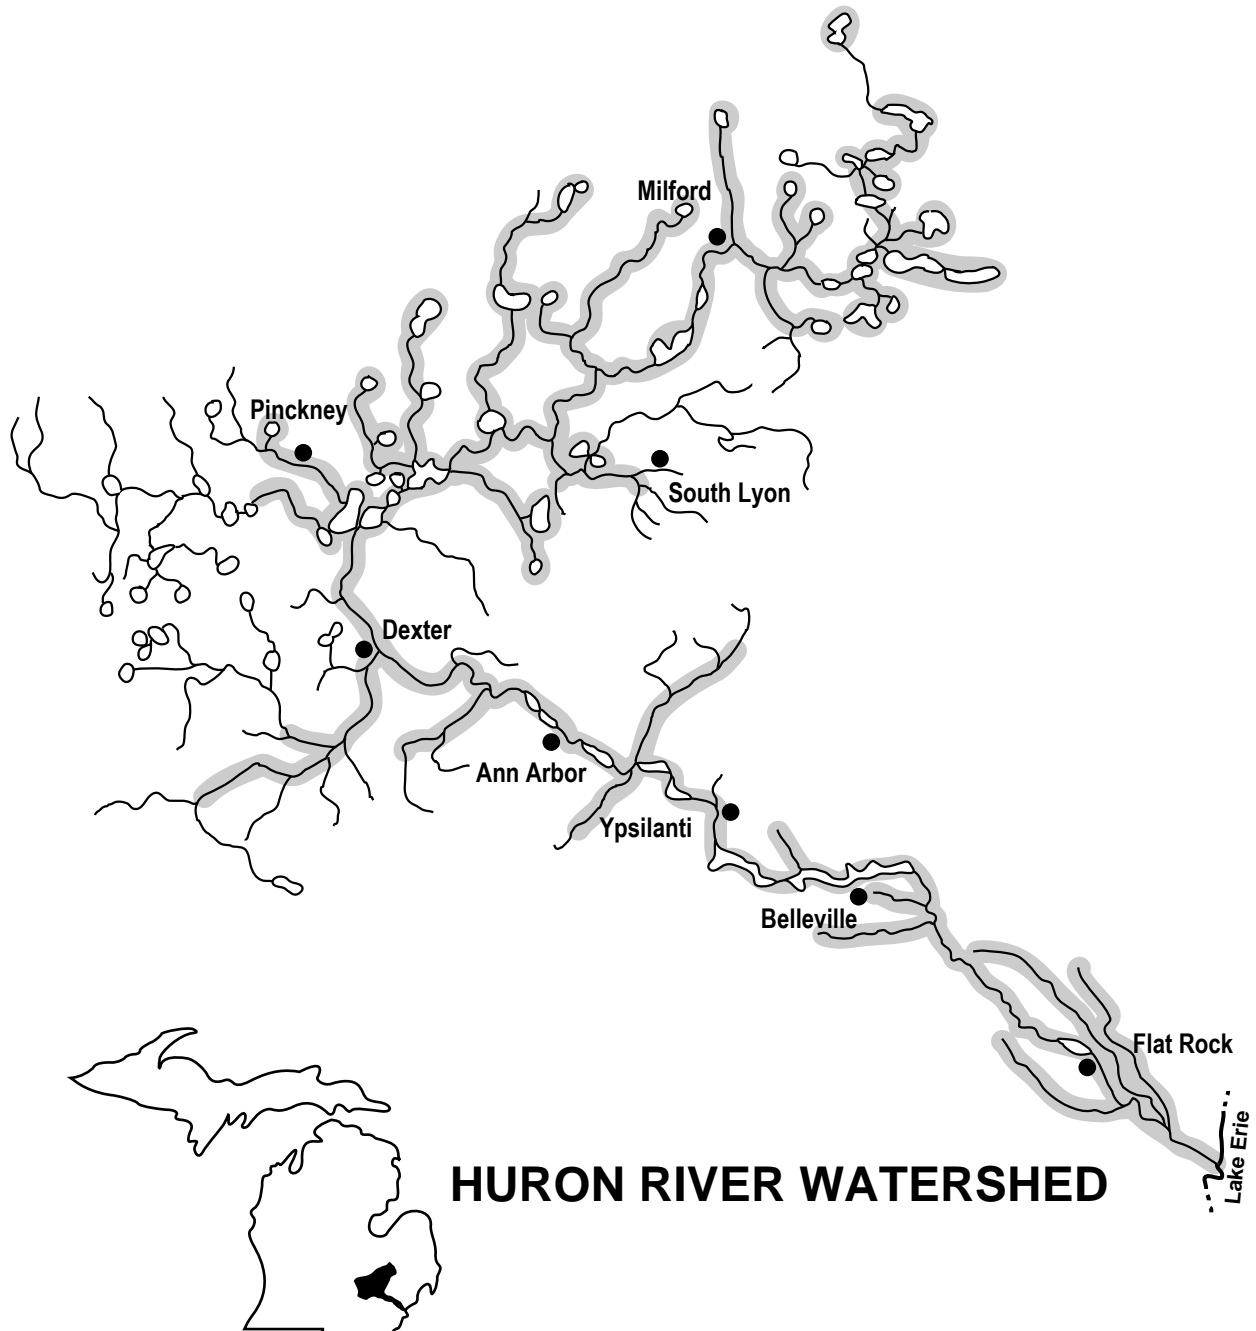 Milford
Pinckney
South Lyon
Dexter
Ann Arbor
Ypsilanti
Belleville
Flat Rock
Lake Erie
HURON RIVER WATERSHED